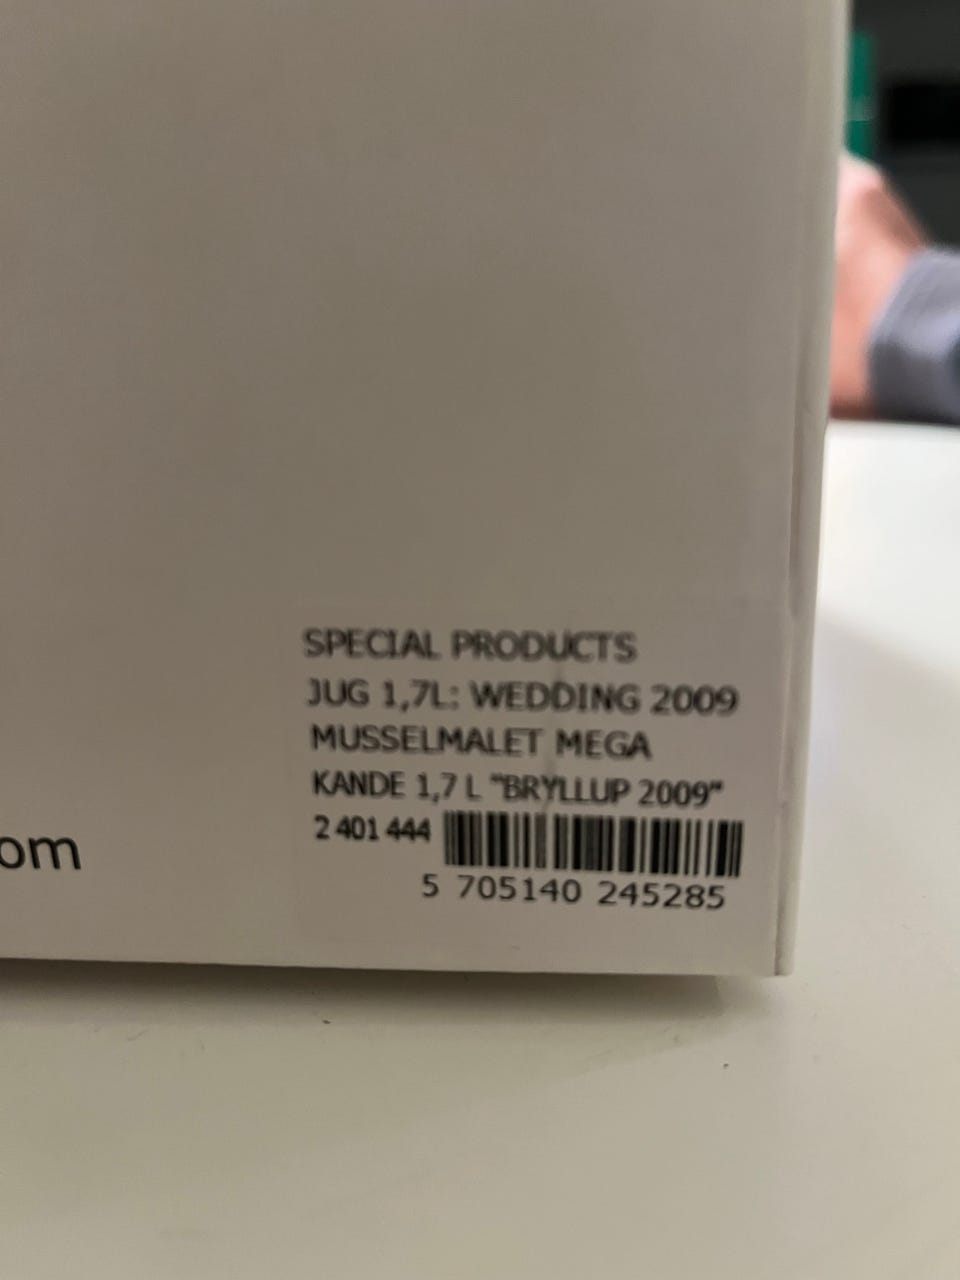 SPECIAL PRODUCTS
JUG 1,7L: WEDDING 2009
MUSSELMALET MEGA
KANDE 1,7 L "BRYLLUP 2009"
2 401 444
5 705140 245285
om